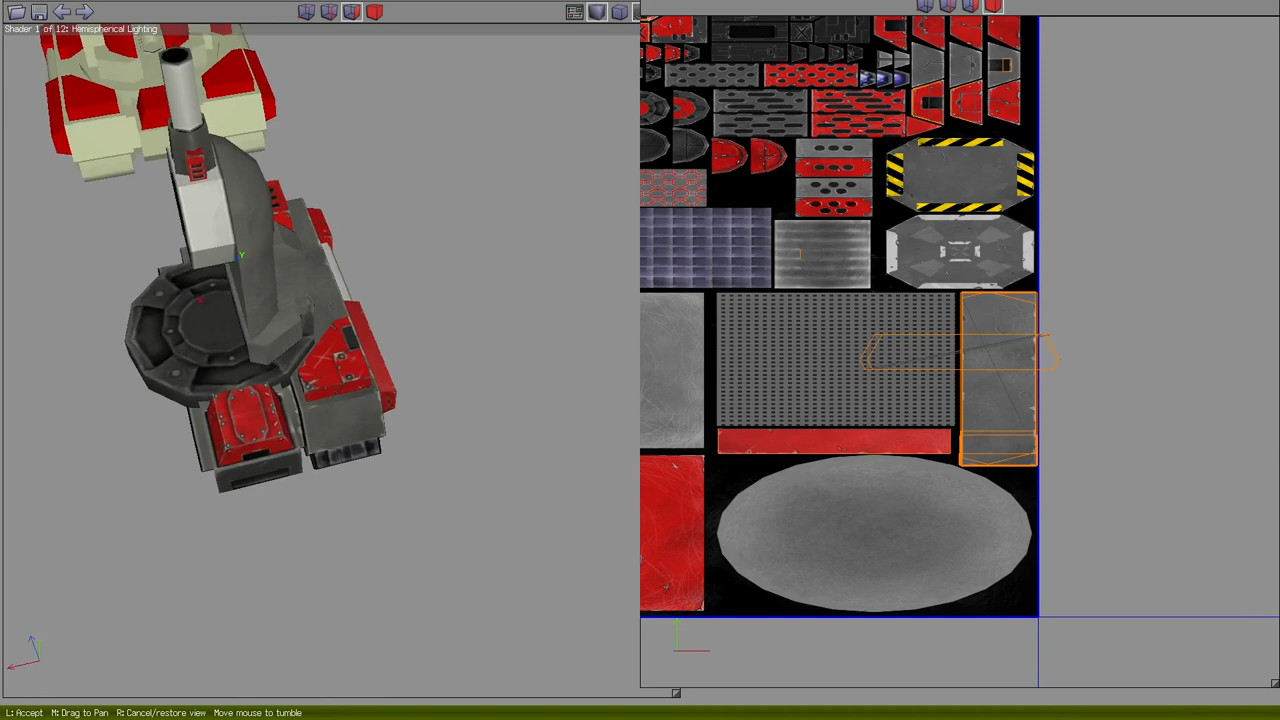 Shader 1 of 12: Hemispherical Lighting
Y
L: Accept   M: Drag to Pan   R: Cancel/restore view   Move mouse to tumble